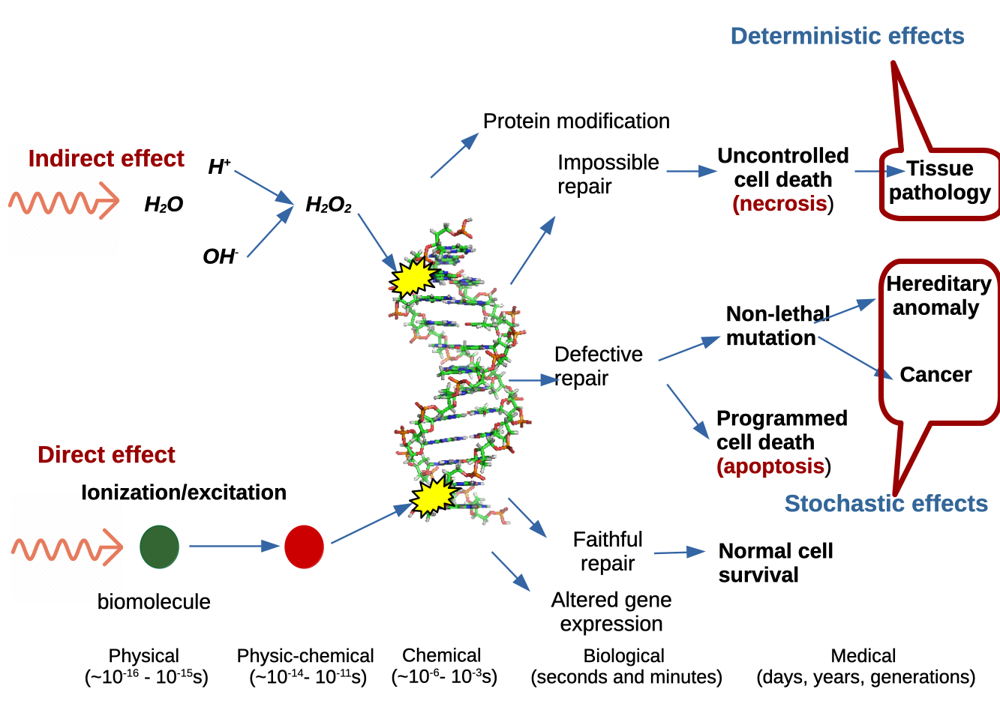 Deterministic effects
Protein modification
Indirect effect
H⁺
H₂O
OH⁻
H₂O₂
Impossible
repair
Uncontrolled
cell death
(necrosis)
Tissue
pathology
Hereditary
anomaly
Non-lethal
mutation
Cancer
Defective
repair
Programmed
cell death
(apoptosis)
Stochastic effects
Direct effect
Ionization/excitation
biomolecule
Faithful
repair
Normal cell
survival
Altered gene
expression
Physical
(~10⁻¹⁶ - 10⁻¹⁵s)
Physic-chemical
(~10⁻¹⁴- 10⁻¹¹s)
Chemical
(~10⁻⁶- 10⁻³s)
Biological
(seconds and minutes)
Medical
(days, years, generations)